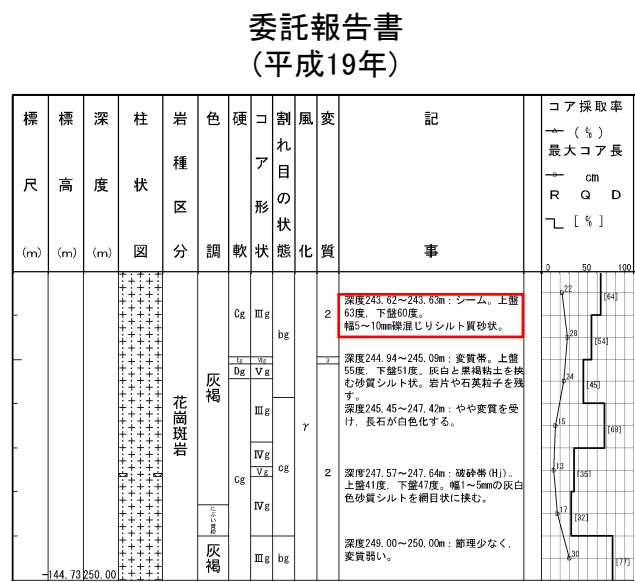 委託報告書
(平成19年)
標尺(m)
標高(m)
深度(m)
柱状図
岩種区分
色調
硬軟
コア形状
割れ目の状態
風化
変質
記事
コア採取率
(%)
最大コア長
cm
R Q D
[%]
0 50 100
花崗斑岩
灰褐
灰褐
Cg
Dg
Cg
Ⅲg
Ⅴg
Ⅲg
Ⅳg
Ⅴg
Ⅳg
Ⅲg
bg
cg
bg
γ
2
3
2
深度243.62~243.63m:シーム。上盤
63度,下盤60度。
幅5~10mm礫混じりシルト質砂状。
深度244.94~245.09m:変質帯。上盤
55度,下盤51度。灰白と黒褐粘土を挟
む砂質シルト状。岩片や石英粒子を残
す。
深度245.45~247.42m:やや変質を受
け,長石が白色化する。
深度247.57~247.64m:破砕帯(Hj)。
上盤41度,下盤47度。幅1~5mmの灰白
色砂質シルトを網目状に挟む。
深度249.00~250.00m:節理少なく,
変質弱い。
22
[64]
28
[54]
24
[45]
15
[69]
13
[35]
17
[32]
30
[77]
-144.73
250.00